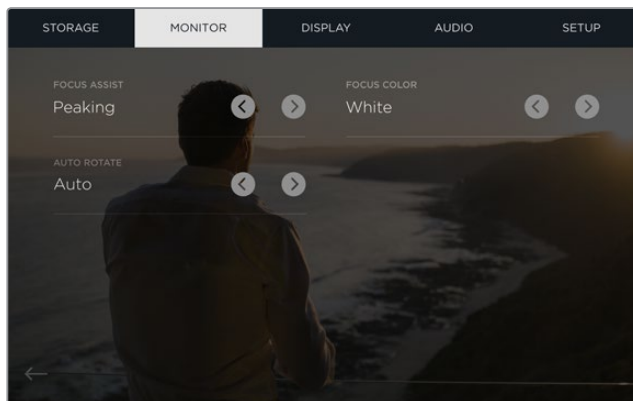 STORAGE MONITOR DISPLAY AUDIO SETUP
FOCUS ASSIST FOCUS COLOR
Peaking White
AUTO ROTATE
Auto